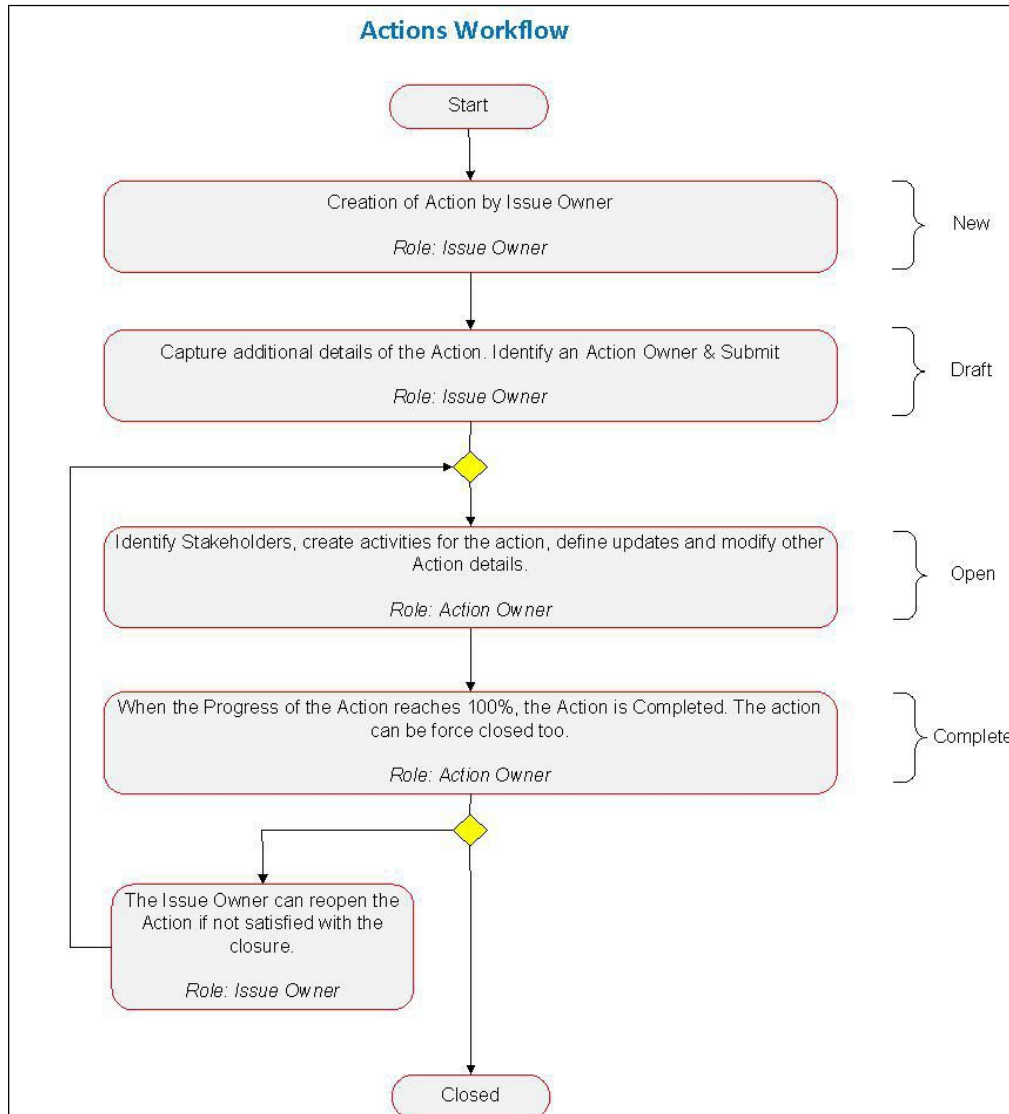 Actions Workflow
Start
Creation of Action by Issue Owner
Role: Issue Owner
New
Capture additional details of the Action. Identify an Action Owner & Submit
Role: Issue Owner
Draft
Identify Stakeholders, create activities for the action, define updates and modify other
Action details.
Role: Action Owner
Open
When the Progress of the Action reaches 100%, the Action is Completed. The action
can be force closed too.
Role: Action Owner
Complete
The Issue Owner can reopen the
Action if not satisfied with the
closure.
Role: Issue Owner
Closed